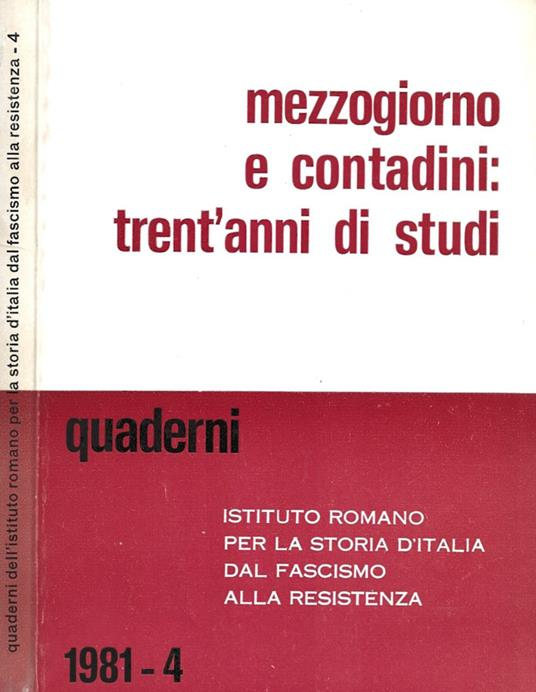 quaderni dell'istituto romano per la storia d'italia dal fascismo alla resistenza - 4
mezzogiorno
e contadini:
trent'anni di studi
quaderni
ISTITUTO ROMANO
PER LA STORIA D'ITALIA
DAL FASCISMO
ALLA RESISTENZA
1981-4